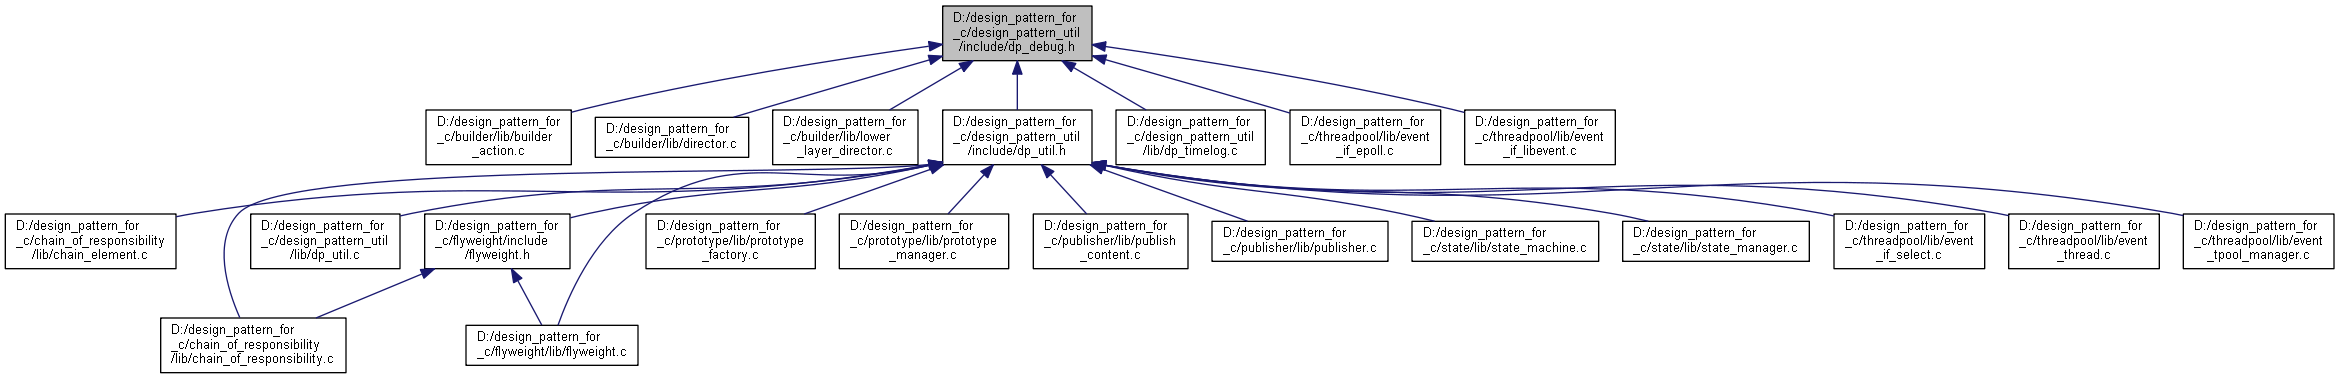 D:/design_pattern_for
_c/design_pattern_util
/include/dp_debug.h
D:/design_pattern_for
_c/builder/lib/builder
_action.c
D:/design_pattern_for
_c/builder/lib/director.c
D:/design_pattern_for
_c/builder/lib/lower
_layer_director.c
D:/design_pattern_for
_c/design_pattern_util
/include/dp_util.h
D:/design_pattern_for
_c/design_pattern_util
/lib/dp_timelog.c
D:/design_pattern_for
_c/threadpool/lib/event
_if_epoll.c
D:/design_pattern_for
_c/threadpool/lib/event
_if_libevent.c
D:/design_pattern_for
_c/chain_of_responsibility
/lib/chain_element.c
D:/design_pattern_for
_c/design_pattern_util
/lib/dp_util.c
D:/design_pattern_for
_c/flyweight/include
/flyweight.h
D:/design_pattern_for
_c/prototype/lib/prototype
_factory.c
D:/design_pattern_for
_c/prototype/lib/prototype
_manager.c
D:/design_pattern_for
_c/publisher/lib/publish
_content.c
D:/design_pattern_for
_c/publisher/lib/publisher.c
D:/design_pattern_for
_c/state/lib/state_machine.c
D:/design_pattern_for
_c/state/lib/state_manager.c
D:/design_pattern_for
_c/threadpool/lib/event
_if_select.c
D:/design_pattern_for
_c/threadpool/lib/event
_thread.c
D:/design_pattern_for
_c/threadpool/lib/event
_tpool_manager.c
D:/design_pattern_for
_c/chain_of_responsibility
/lib/chain_of_responsibility.c
D:/design_pattern_for
_c/flyweight/lib/flyweight.c